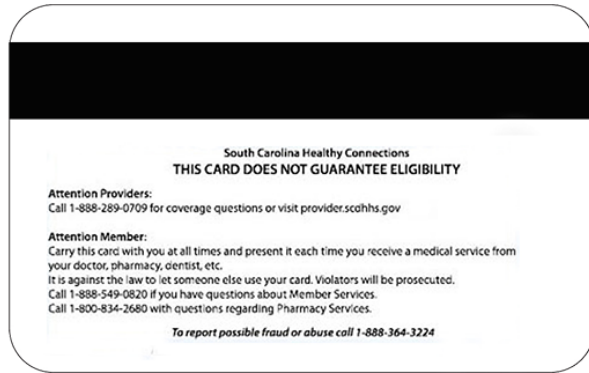 South Carolina Healthy Connections
THIS CARD DOES NOT GUARANTEE ELIGIBILITY
Attention Providers:
Call 1-888-289-0709 for coverage questions or visit provider.scdhhs.gov
Attention Member:
Carry this card with you at all times and present it each time you receive a medical service from
your doctor, pharmacy, dentist, etc.
It is against the law to let someone else use your card. Violators will be prosecuted.
Call 1-888-549-0820 if you have questions about Member Services.
Call 1-800-834-2680 with questions regarding Pharmacy Services.
To report possible fraud or abuse call 1-888-364-3224